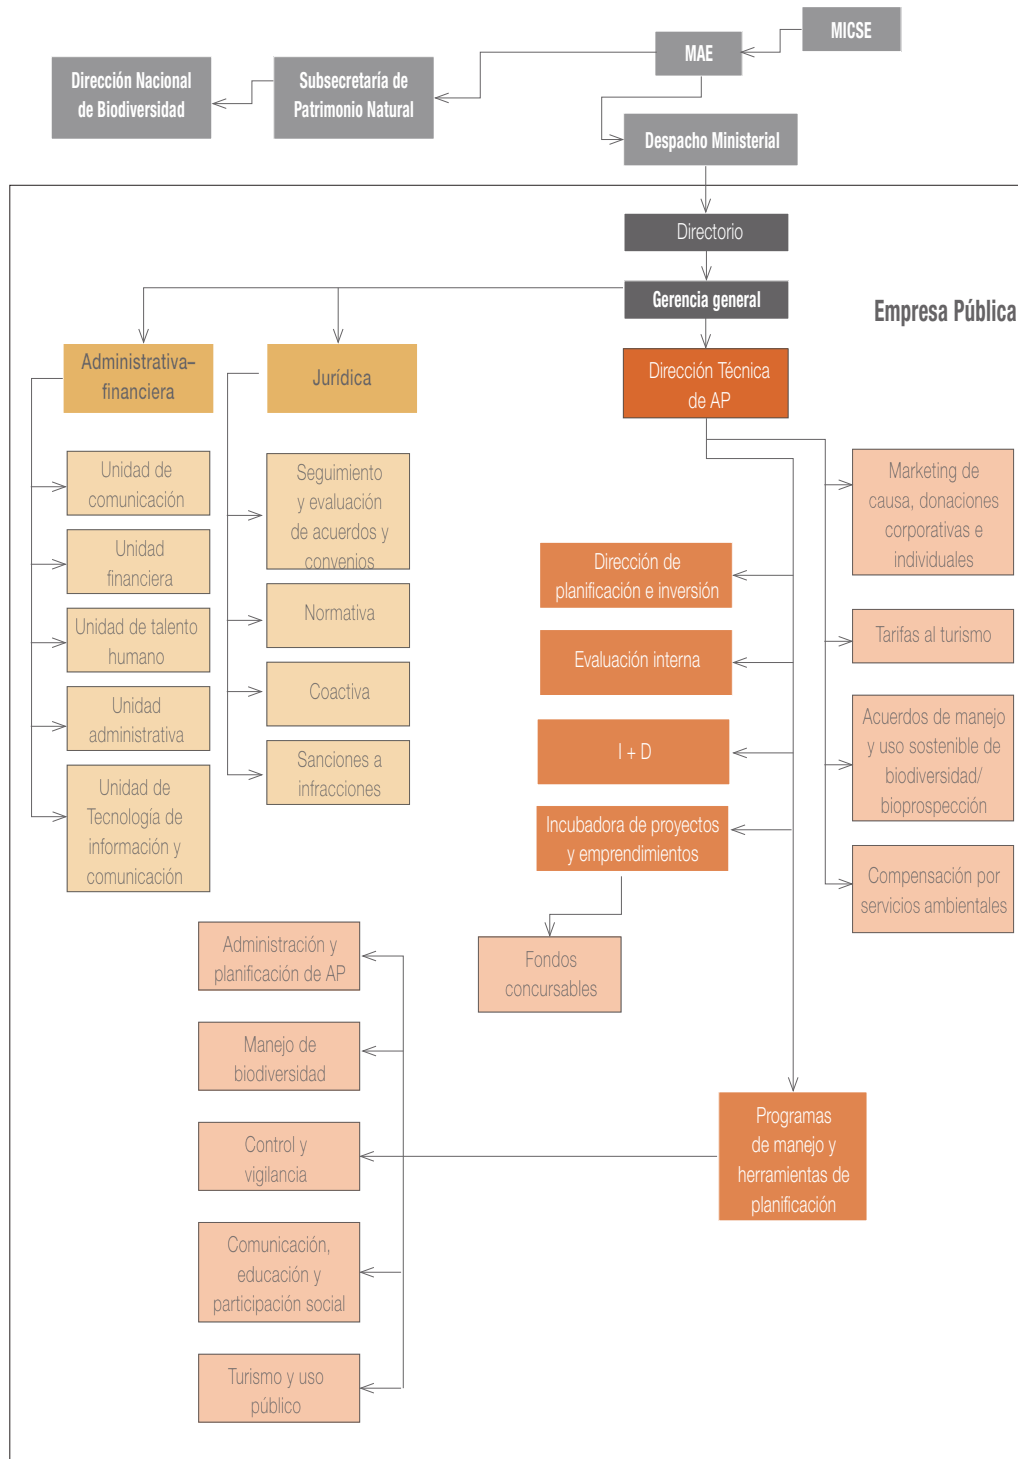 MICSE
MAE
Dirección Nacional
de Biodiversidad
Subsecretaría de
Patrimonio Natural
Despacho Ministerial
Directorio
Gerencia general
Empresa Pública
Administrativa–
financiera
Jurídica
Dirección Técnica
de AP
Unidad de
comunicación
Unidad
financiera
Unidad de talento
humano
Unidad
administrativa
Unidad de
Tecnología de
información y
comunicación
Seguimiento
y evaluación
de acuerdos y
convenios
Normativa
Coactiva
Sanciones a
infracciones
Dirección de
planificación e inversión
Evaluación interna
I + D
Incubadora de proyectos
y emprendimientos
Fondos
concursables
Marketing de
causa, donaciones
corporativas e
individuales
Tarifas al turismo
Acuerdos de manejo
y uso sostenible de
biodiversidad/
bioprospección
Compensación por
servicios ambientales
Programas
de manejo y
herramientas de
planificación
Administración y
planificación de AP
Manejo de
biodiversidad
Control y
vigilancia
Comunicación,
educación y
participación social
Turismo y uso
público